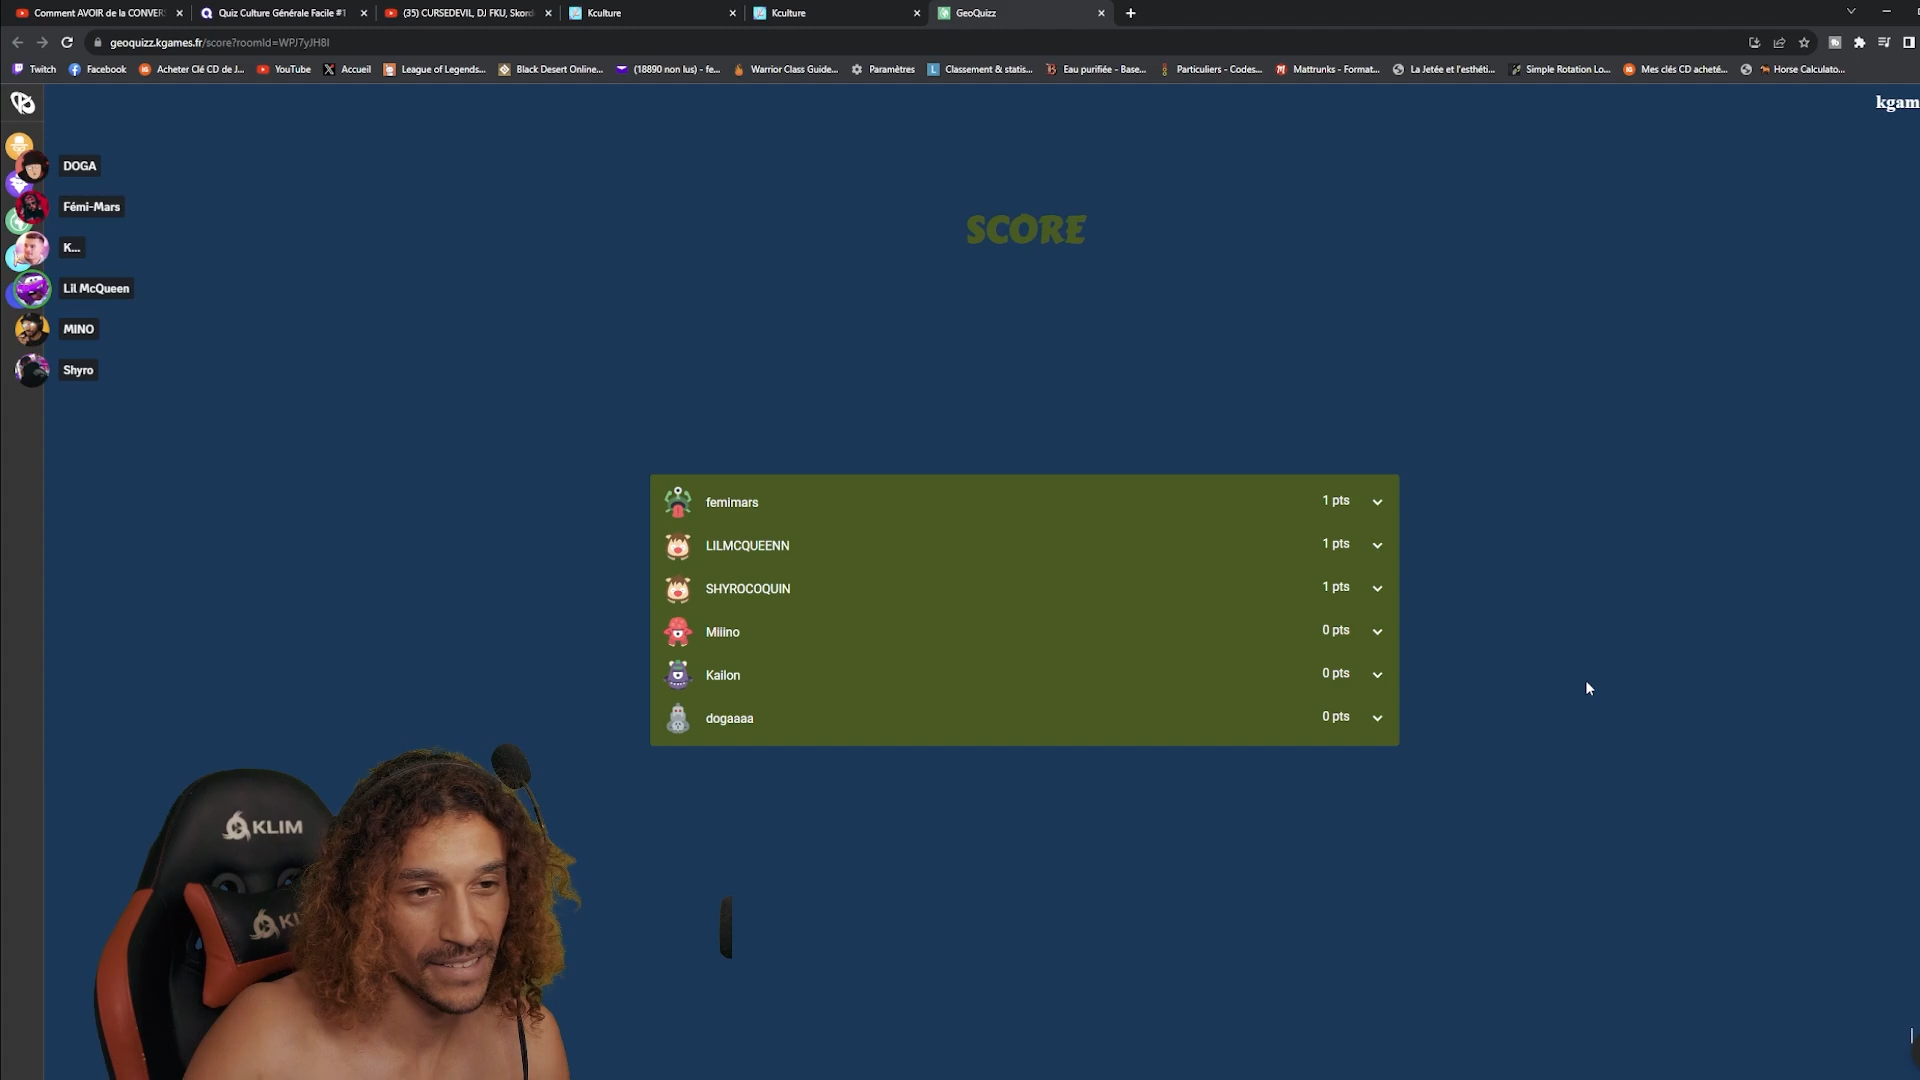 Comment AVOIR de la CONVER
Quiz Culture Générale Facile #1
(35) CURSEDEVIL, DJ FKU, Skord
Kculture
Kculture
GeoQuizz
geoquizz.kgames.fr/score?roomId=WPJ7yJH8I
Twitch
Facebook
Acheter Clé CD de J...
YouTube
Accueil
League of Legends...
Black Desert Online...
(18890 non lus) - fe...
Warrior Class Guide...
Paramètres
Classement & statis...
Eau purifiée - Base...
Particuliers - Codes...
Mattrunks - Format...
La Jetée et l'esthéti...
Simple Rotation Lo...
Mes clés CD acheté...
Horse Calculato...
kgam
DOGA
Fémi-Mars
K...
Lil McQueen
MINO
Shyro
SCORE
femimars 1 pts
LILMCQUEENN 1 pts
SHYROCOQUIN 1 pts
Miiino 0 pts
Kailon 0 pts
dogaaaa 0 pts
KLIM
KL